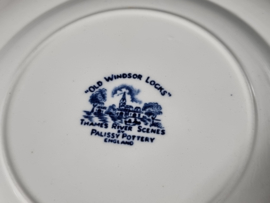 "OLD WINDSOR LOCKS"
THAMES RIVER SCENES
PALISSY POTTERY
ENGLAND